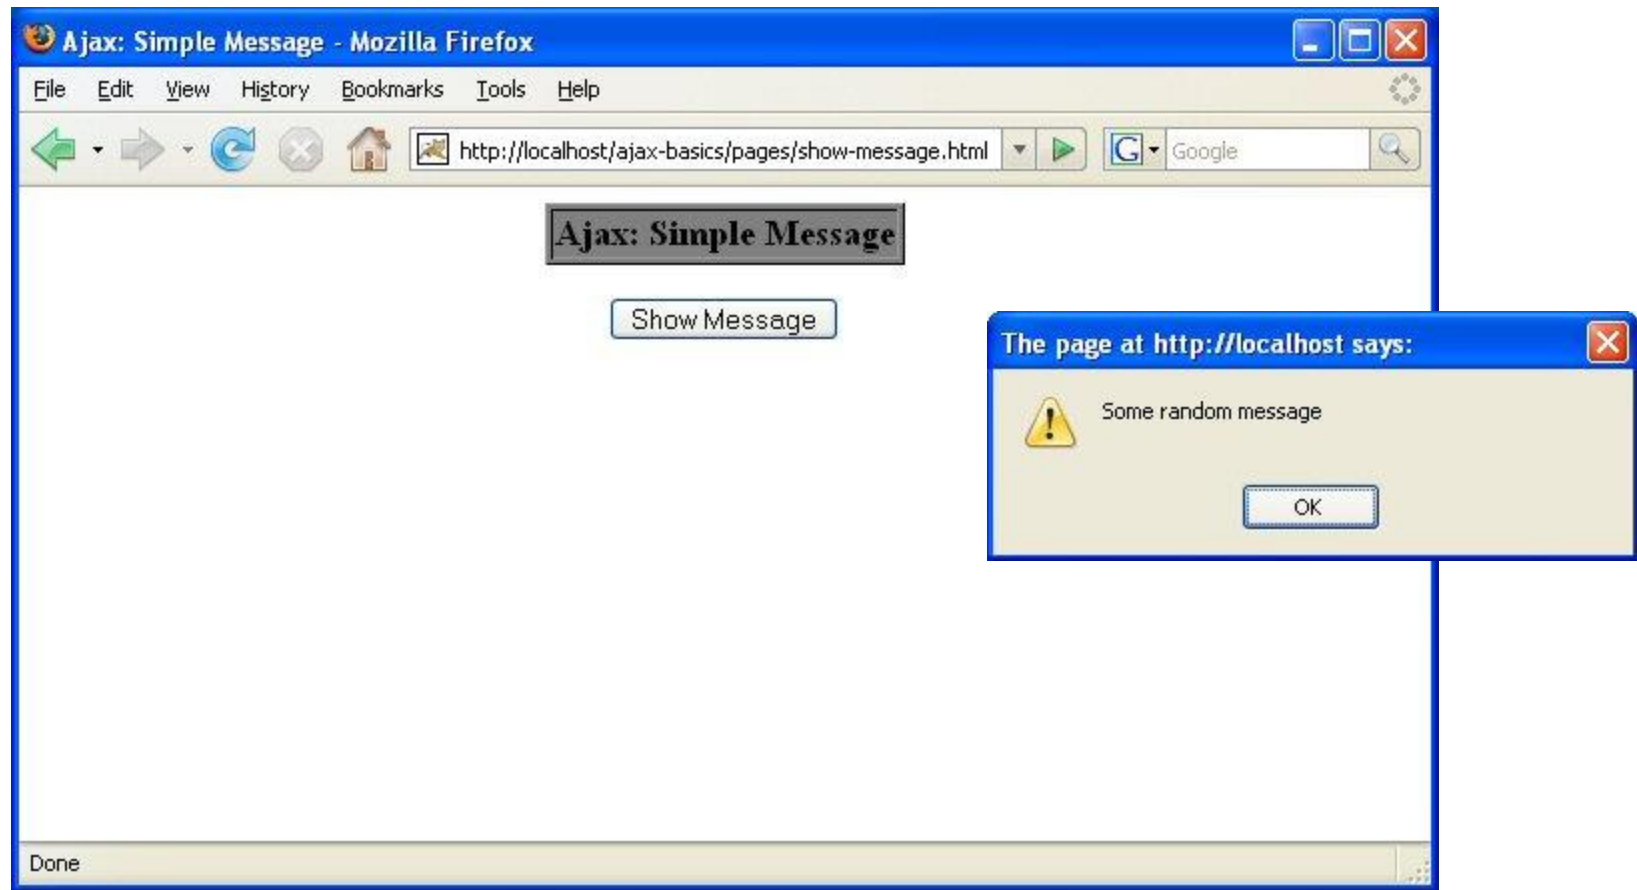 Ajax: Simple Message - Mozilla Firefox
File Edit View History Bookmarks Tools Help
http://localhost/ajax-basics/pages/show-message.html G Google
Ajax: Simple Message
Show Message
The page at http://localhost says:
Some random message
OK
Done